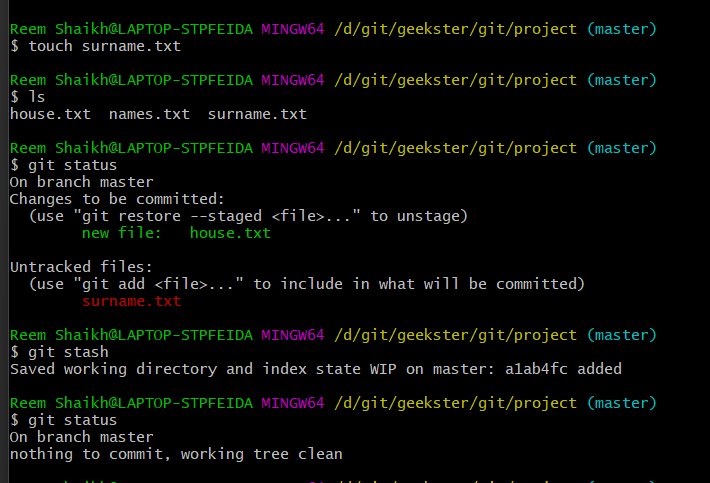 Reem Shaikh@LAPTOP-STPFEIDA MINGW64 /d/git/geekster/git/project (master)
$ touch surname.txt
Reem Shaikh@LAPTOP-STPFEIDA MINGW64 /d/git/geekster/git/project (master)
$ ls
house.txt  names.txt  surname.txt
Reem Shaikh@LAPTOP-STPFEIDA MINGW64 /d/git/geekster/git/project (master)
$ git status
On branch master
Changes to be committed:
  (use "git restore --staged <file>..." to unstage)
        new file:   house.txt
Untracked files:
  (use "git add <file>..." to include in what will be committed)
        surname.txt
Reem Shaikh@LAPTOP-STPFEIDA MINGW64 /d/git/geekster/git/project (master)
$ git stash
Saved working directory and index state WIP on master: a1ab4fc added
Reem Shaikh@LAPTOP-STPFEIDA MINGW64 /d/git/geekster/git/project (master)
$ git status
On branch master
nothing to commit, working tree clean